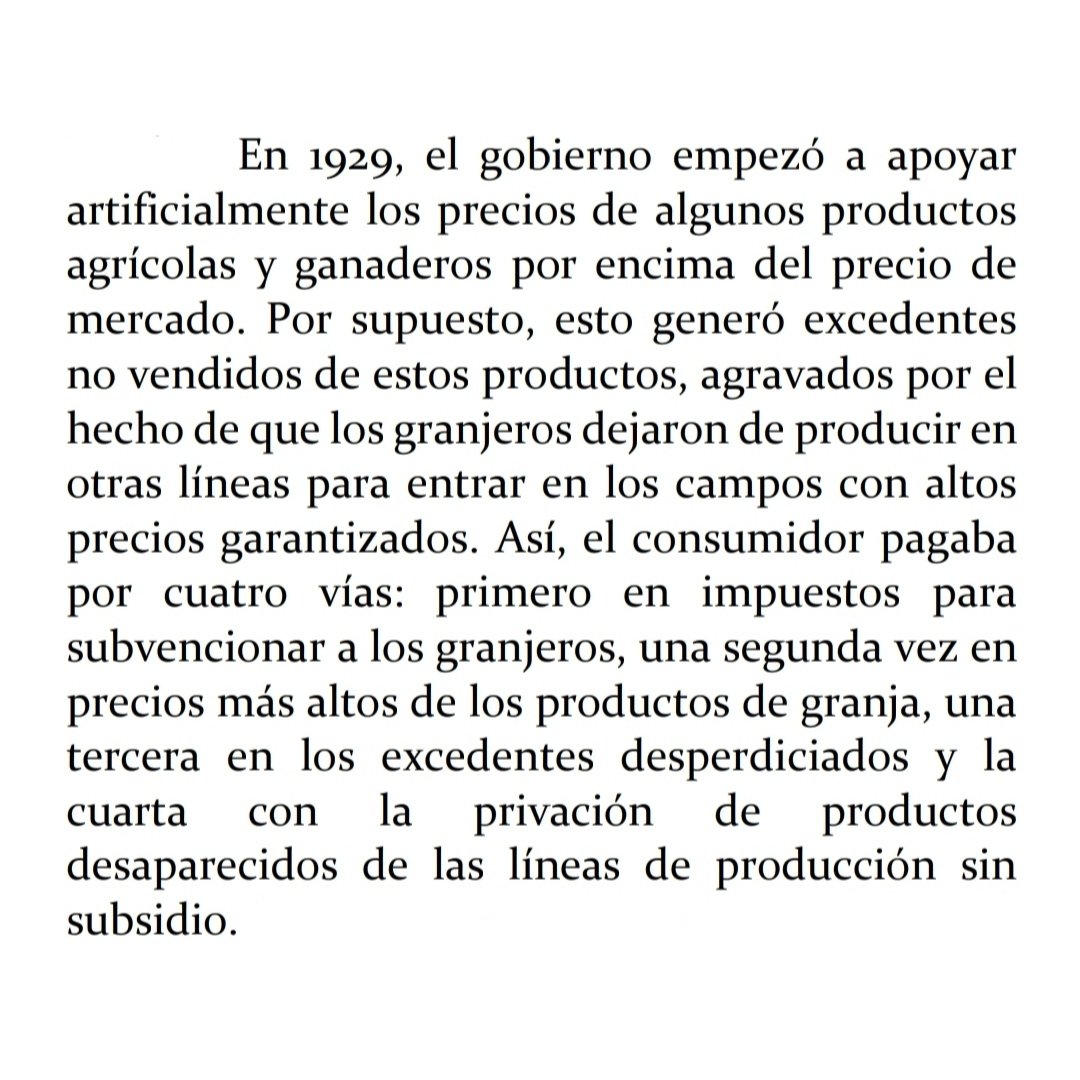 En 1929, el gobierno empezó a apoyar
artificialmente los precios de algunos productos
agrícolas y ganaderos por encima del precio de
mercado. Por supuesto, esto generó excedentes
no vendidos de estos productos, agravados por el
hecho de que los granjeros dejaron de producir en
otras líneas para entrar en los campos con altos
precios garantizados. Así, el consumidor pagaba
por cuatro vías: primero en impuestos para
subvencionar a los granjeros, una segunda vez en
precios más altos de los productos de granja, una
tercera en los excedentes desperdiciados y la
cuarta con la privación de productos
desaparecidos de las líneas de producción sin
subsidio.